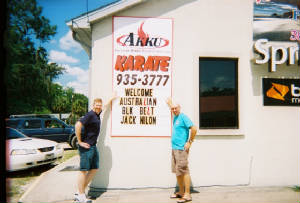 AKKU
KARATE
935-3777
WELCOME
AUSTRALIAN
BLK BELT
JACK NILON
Spr
b